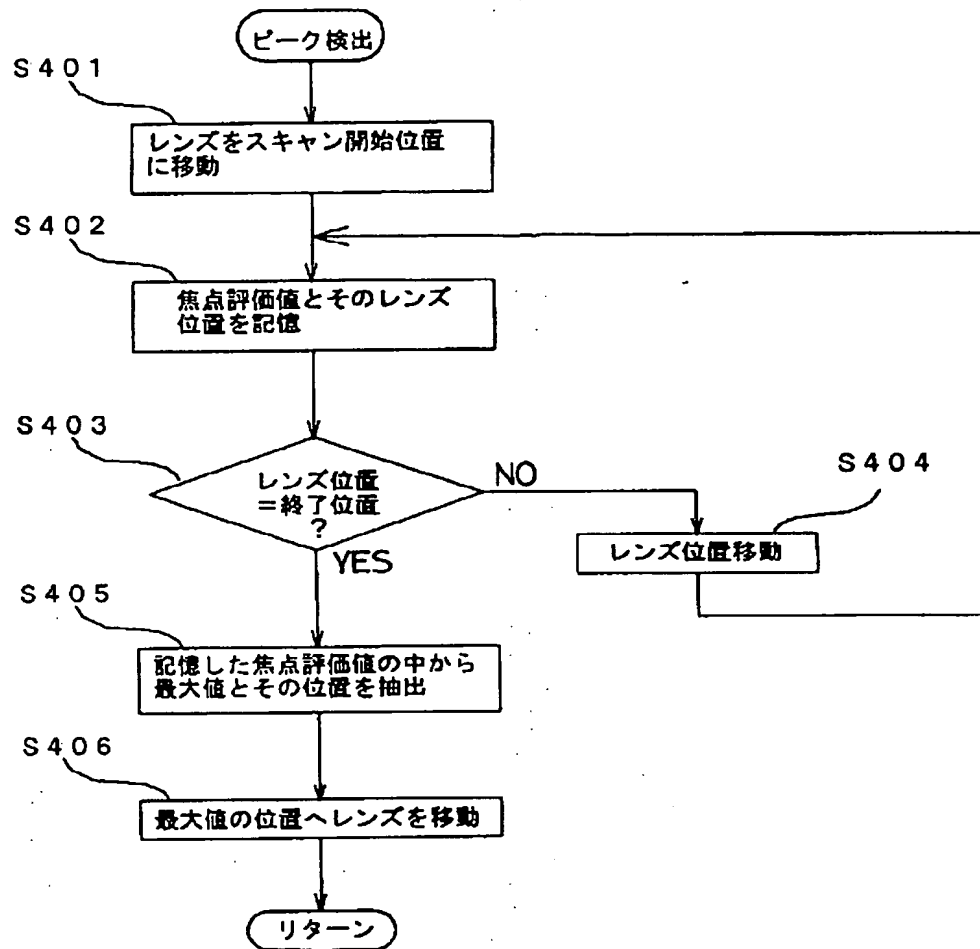 ピーク検出
S401
レンズをスキャン開始位置
に移動
S402
焦点評価値とそのレンズ
位置を記憶
S403
レンズ位置
=終了位置
?
NO
YES
S404
レンズ位置移動
S405
記憶した焦点評価値の中から
最大値とその位置を抽出
S406
最大値の位置へレンズを移動
リターン